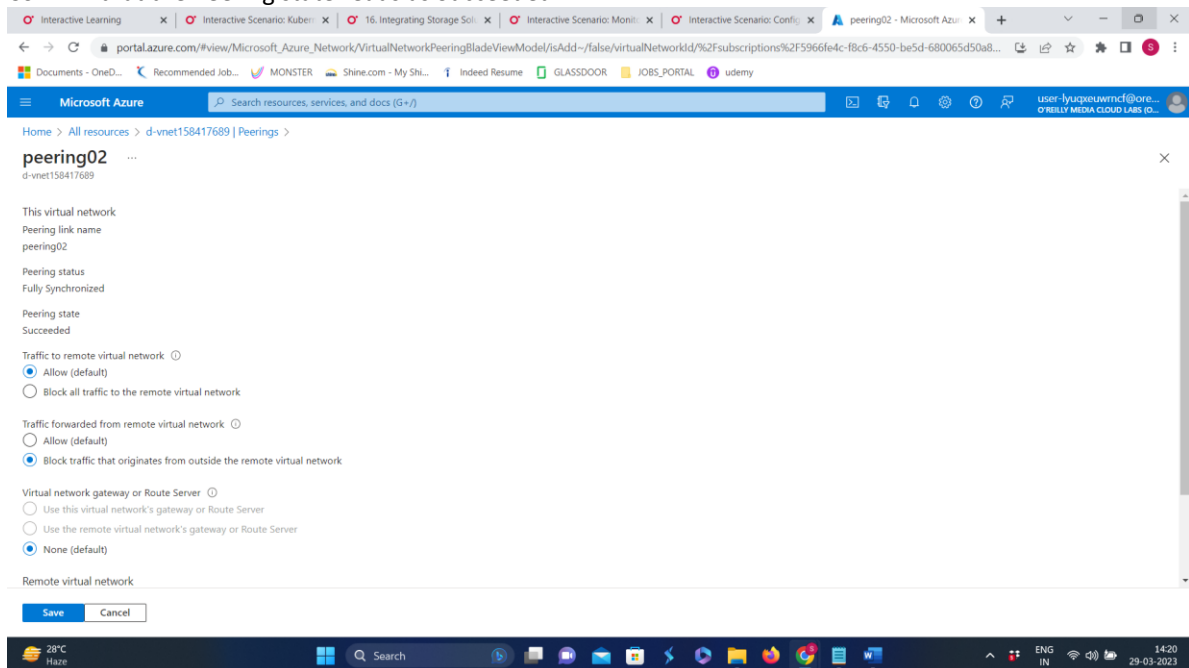 Interactive Learning
Interactive Scenario: Kubern
16. Integrating Storage Solu
Interactive Scenario: Monito
Interactive Scenario: Config
peering02 - Microsoft Azur
portal.azure.com/#view/Microsoft_Azure_Network/VirtualNetworkPeeringBladeViewModel/isAdd~/false/virtualNetworkId/%2Fsubscriptions%2F5966fe4c-f8c6-4550-be5d-680065d50a8...
S
Documents - OneD...
Recommended Job...
MONSTER
Shine.com - My Shi...
Indeed Resume
GLASSDOOR
JOBS_PORTAL
udemy
Microsoft Azure
Search resources, services, and docs (G+/)
user-lyuqxeuwrncf@ore...
O'REILLY MEDIA CLOUD LABS (O...
Home > All resources > d-vnet158417689 | Peerings >
peering02 ...
d-vnet158417689
This virtual network
Peering link name
peering02
Peering status
Fully Synchronized
Peering state
Succeeded
Traffic to remote virtual network
Allow (default)
Block all traffic to the remote virtual network
Traffic forwarded from remote virtual network
Allow (default)
Block traffic that originates from outside the remote virtual network
Virtual network gateway or Route Server
Use this virtual network's gateway or Route Server
Use the remote virtual network's gateway or Route Server
None (default)
Remote virtual network
Save
Cancel
28°C
Haze
Search
ENG
IN
14:20
29-03-2023